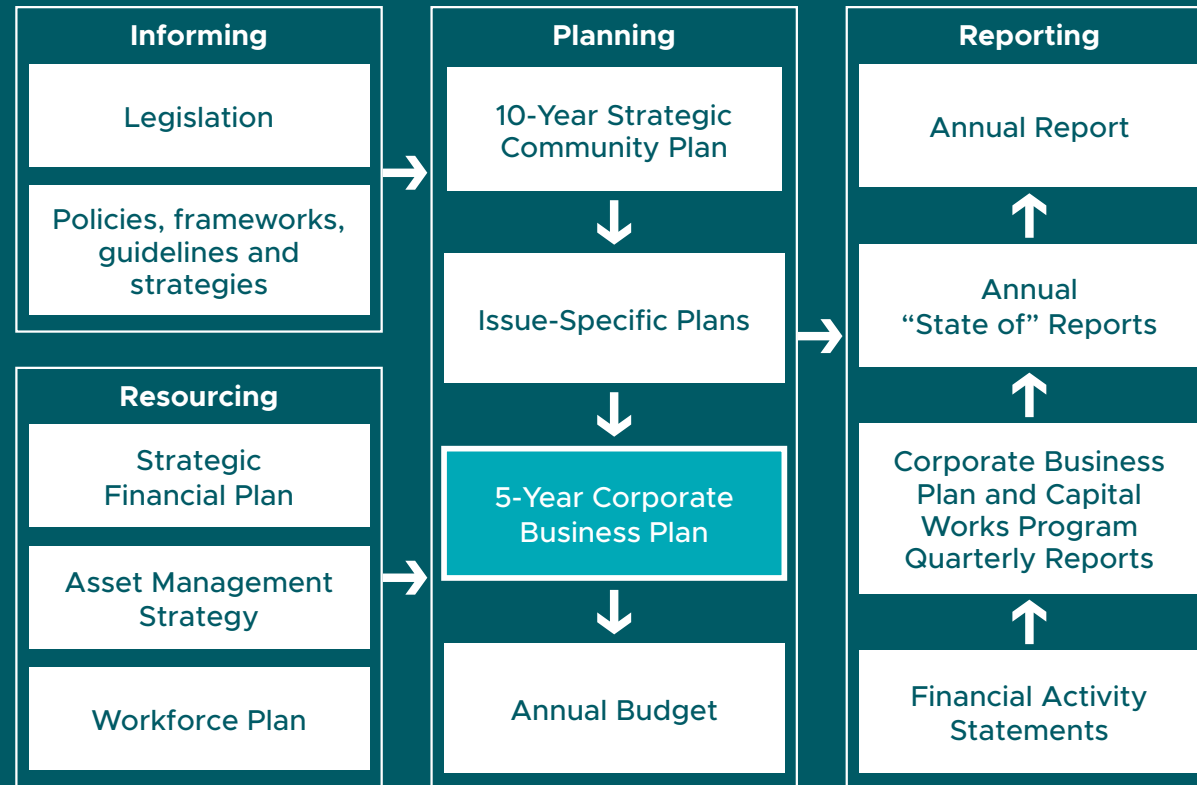 Informing
Legislation
Policies, frameworks,
guidelines and
strategies
Resourcing
Strategic
Financial Plan
Asset Management
Strategy
Workforce Plan
Planning
10-Year Strategic
Community Plan
Issue-Specific Plans
5-Year Corporate
Business Plan
Annual Budget
Reporting
Annual Report
Annual
“State of” Reports
Corporate Business
Plan and Capital
Works Program
Quarterly Reports
Financial Activity
Statements